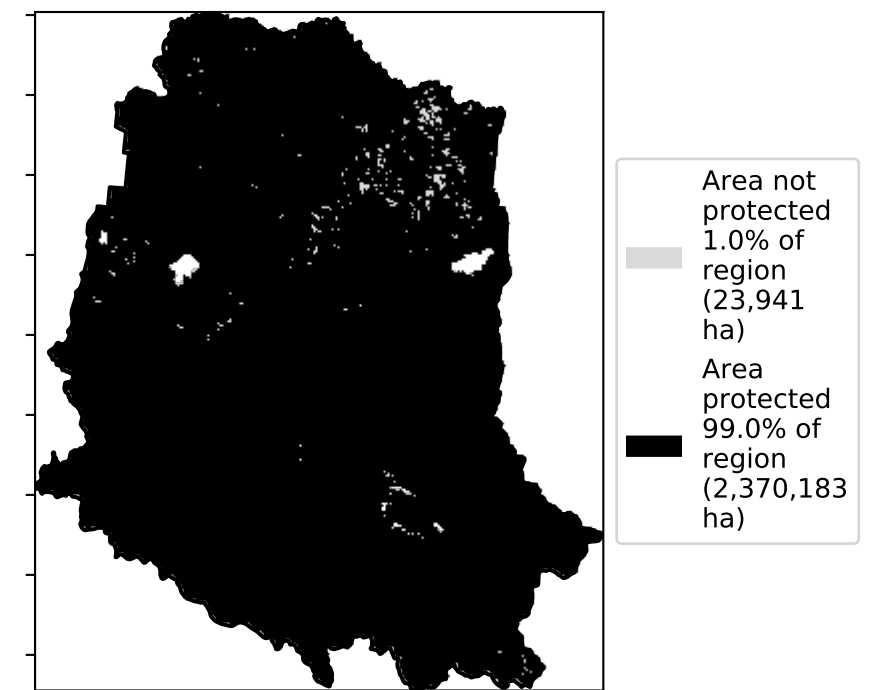 Area not
protected
1.0% of
region
(23,941
ha)
Area
protected
99.0% of
region
(2,370,183
ha)